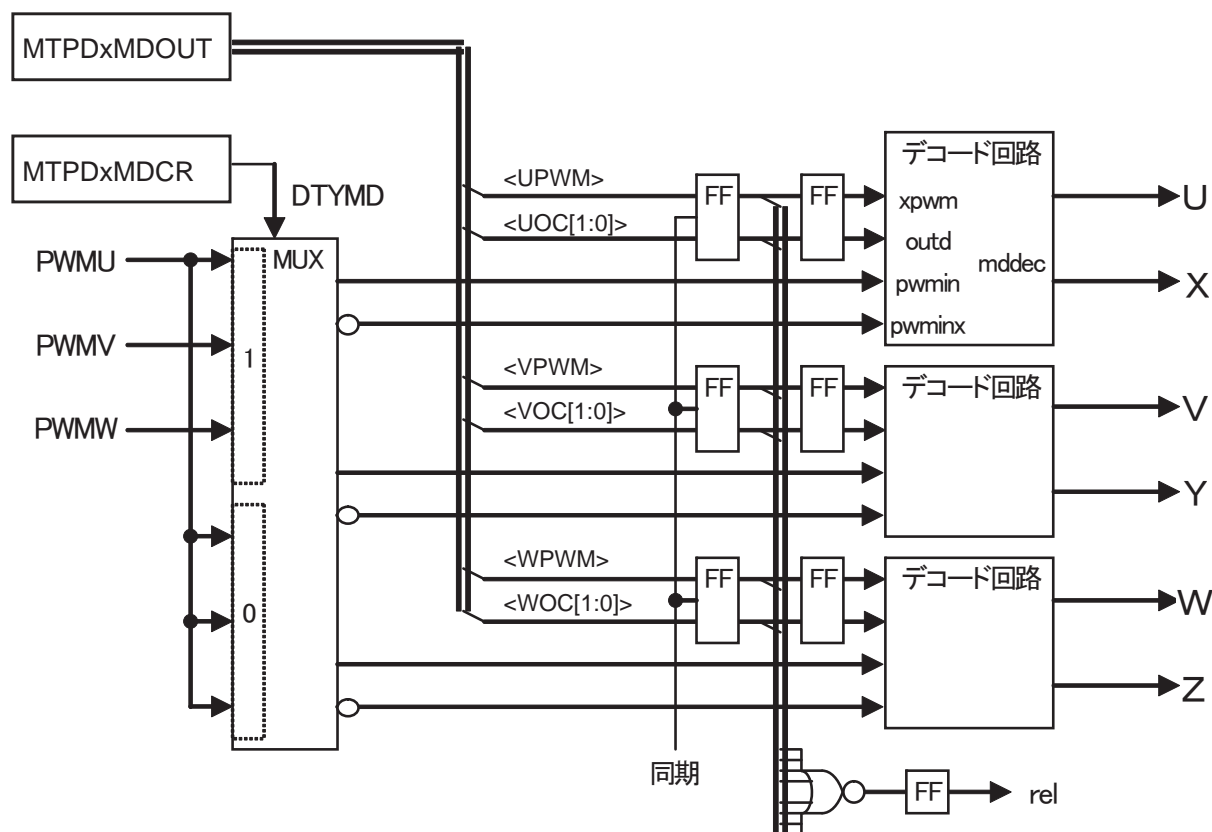 MTPDxMDOUT
MTPDxMDCR
DTYMD
PWMU
PWMV
PWMW
MUX
1
0
<UPWM>
<UOC[1:0]>
FF
FF
デコード回路
xpwm
outd
mddec
pwmin
pwminx
U
X
<VPWM>
<VOC[1:0]>
FF
FF
デコード回路
V
Y
<WPWM>
<WOC[1:0]>
FF
FF
デコード回路
W
Z
同期
FF
rel